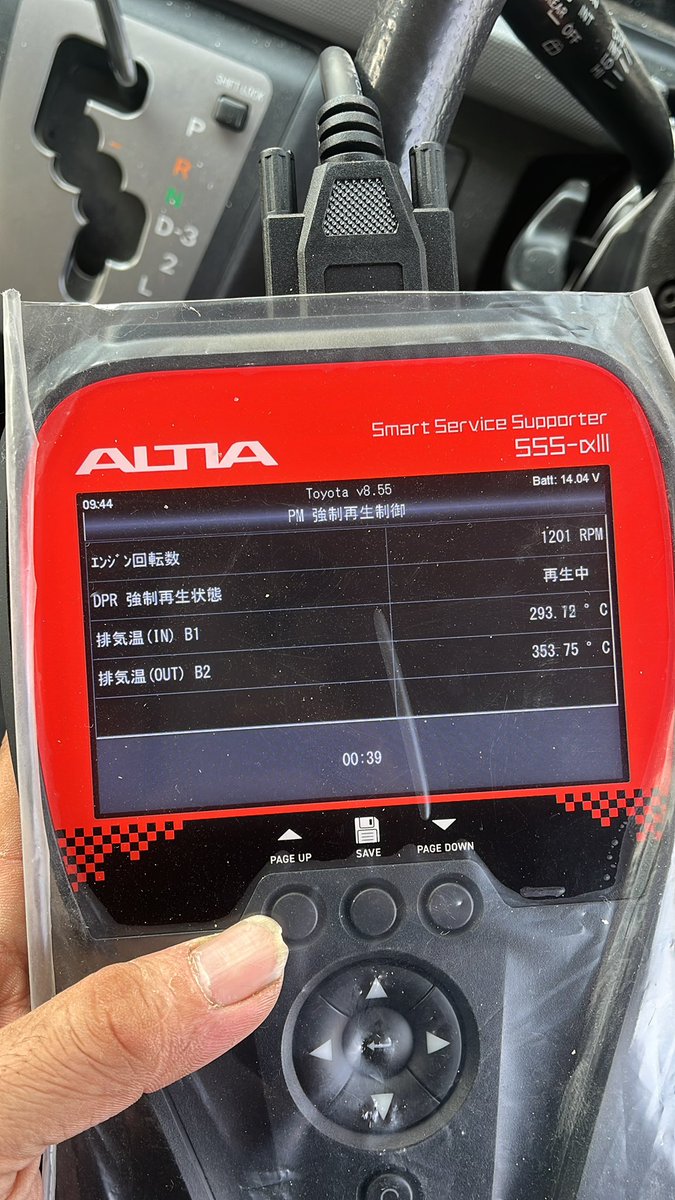 INT
OFF
SHIFT LOCK
P
R
N
D-3
2
L
Smart Service Supporter
ALTIA
SSS-αIII
09:44
Toyota v8.55
Batt: 14.04 V
PM 強制再生制御
ｴﾝｼﾞﾝ回転数 1201 RPM
DPR 強制再生状態 再生中
排気温(IN) B1 293.12 ° C
排気温(OUT) B2 353.75 ° C
00:39
PAGE UP
SAVE
PAGE DOWN